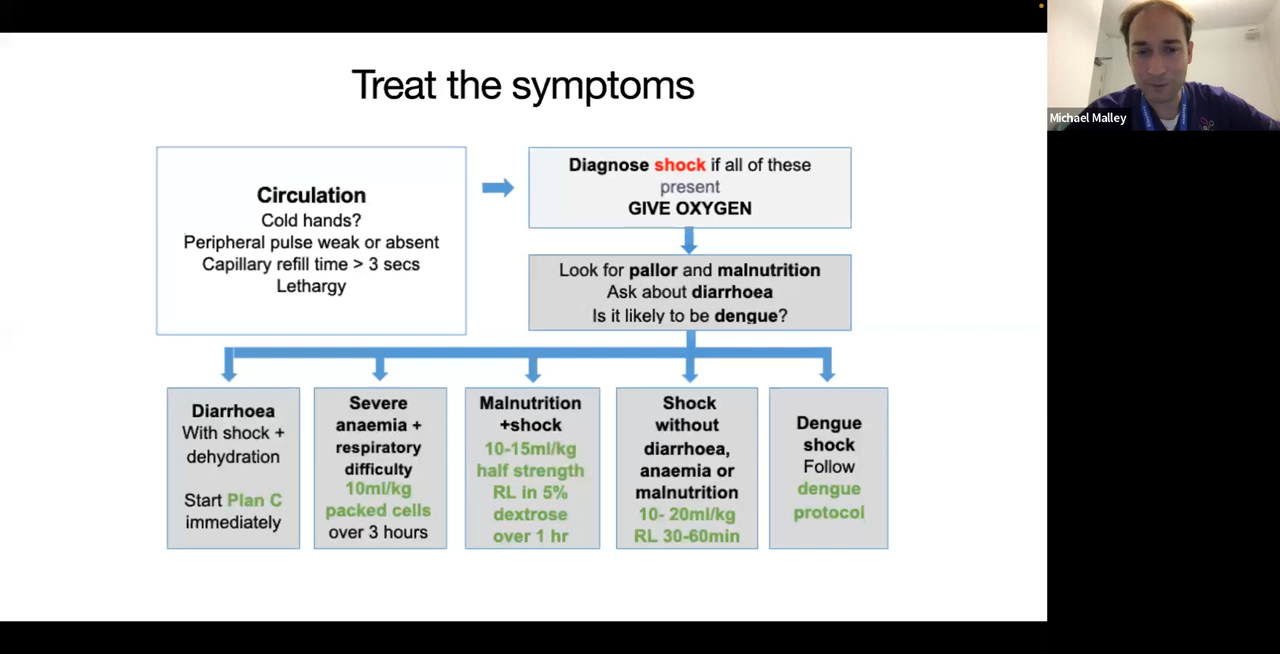 Treat the symptoms
Michael Malley
Circulation
Cold hands?
Peripheral pulse weak or absent
Capillary refill time > 3 secs
Lethargy
Diagnose shock if all of these
present
GIVE OXYGEN
Look for pallor and malnutrition
Ask about diarrhoea
Is it likely to be dengue?
Diarrhoea
With shock +
dehydration
Start Plan C
immediately
Severe
anaemia +
respiratory
difficulty
10ml/kg
packed cells
over 3 hours
Malnutrition
+shock
10-15ml/kg
half strength
RL in 5%
dextrose
over 1 hr
Shock
without
diarrhoea,
anaemia or
malnutrition
10- 20ml/kg
RL 30-60min
Dengue
shock
Follow
dengue
protocol